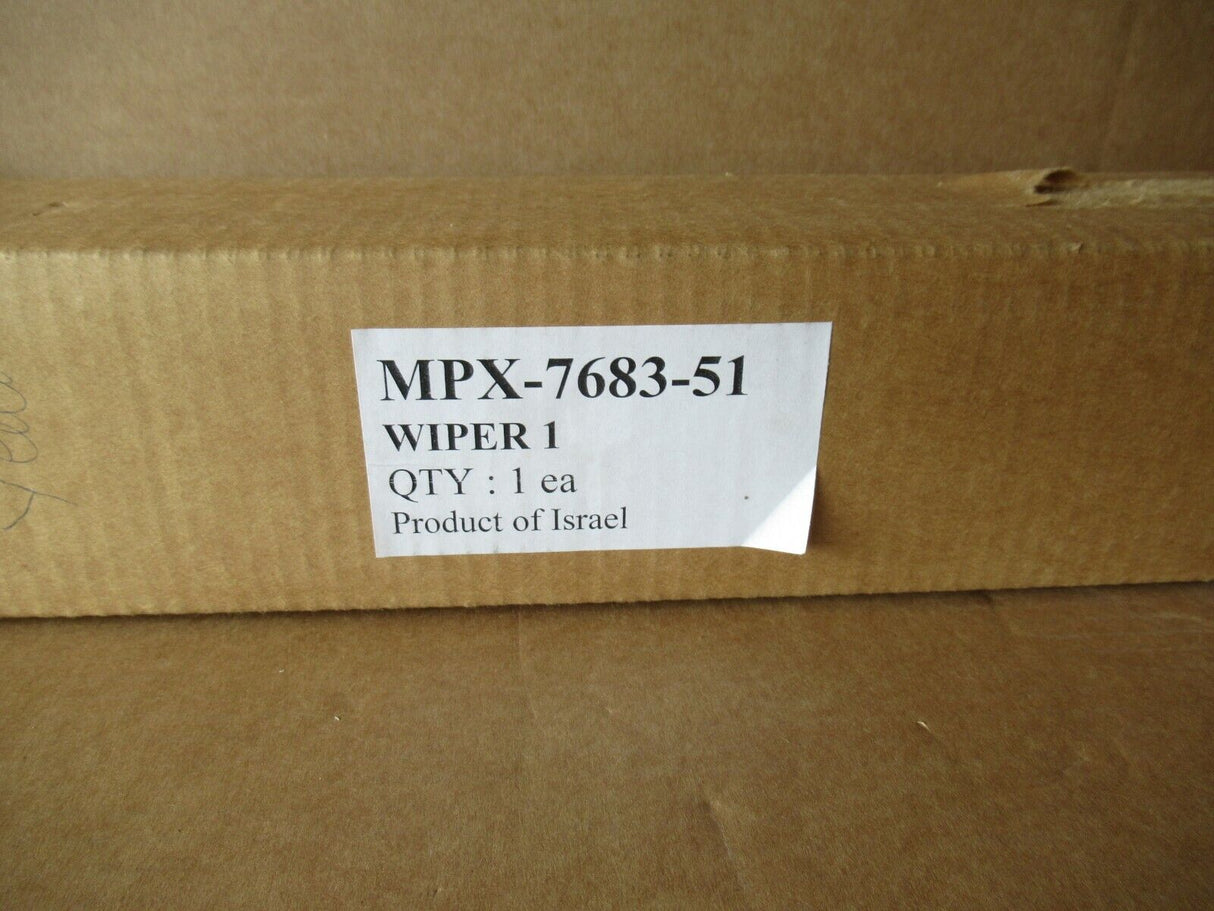 MPX-7683-51
WIPER 1
QTY : 1 ea
Product of Israel